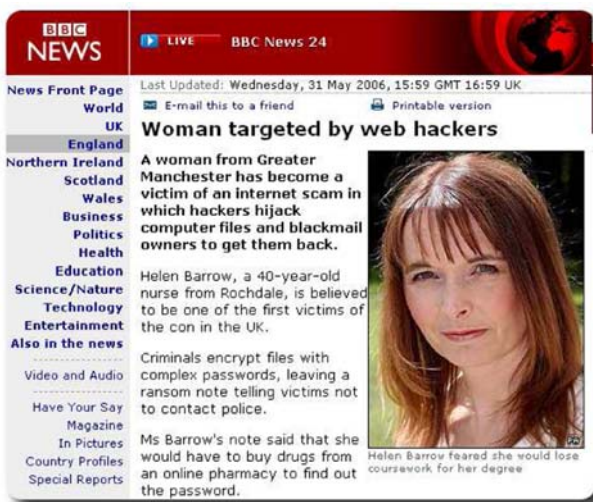 BBC
NEWS
LIVE BBC News 24
News Front Page
World
UK
England
Northern Ireland
Scotland
Wales
Business
Politics
Health
Education
Science/Nature
Technology
Entertainment
Also in the news
Video and Audio
Have Your Say
Magazine
In Pictures
Country Profiles
Special Reports
Last Updated: Wednesday, 31 May 2006, 15:59 GMT 16:59 UK
E-mail this to a friend Printable version
Woman targeted by web hackers
A woman from Greater
Manchester has become a
victim of an internet scam in
which hackers hijack
computer files and blackmail
owners to get them back.
Helen Barrow, a 40-year-old
nurse from Rochdale, is believed
to be one of the first victims of
the con in the UK.
Criminals encrypt files with
complex passwords, leaving a
ransom note telling victims not
to contact police.
Ms Barrow's note said that she
would have to buy drugs from
an online pharmacy to find out
the password.
PA
Helen Barrow feared she would lose
coursework for her degree